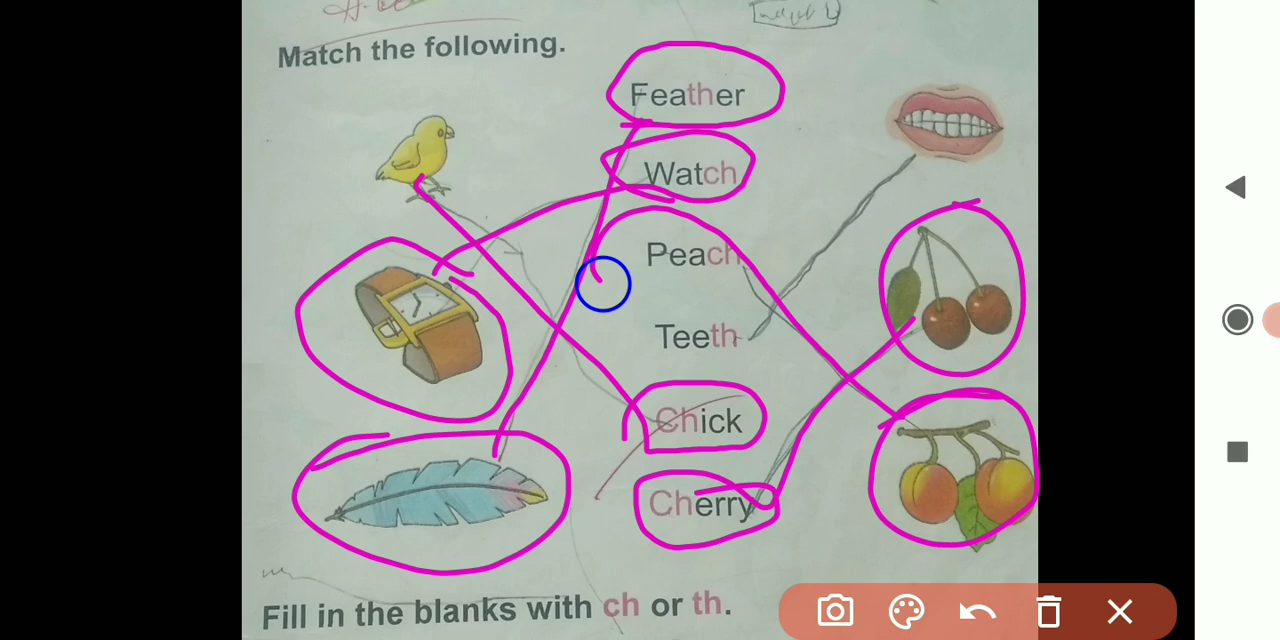 Match the following.
Feather
Watch
Peach
Teeth
Chick
Cherry
Fill in the blanks with ch or th.